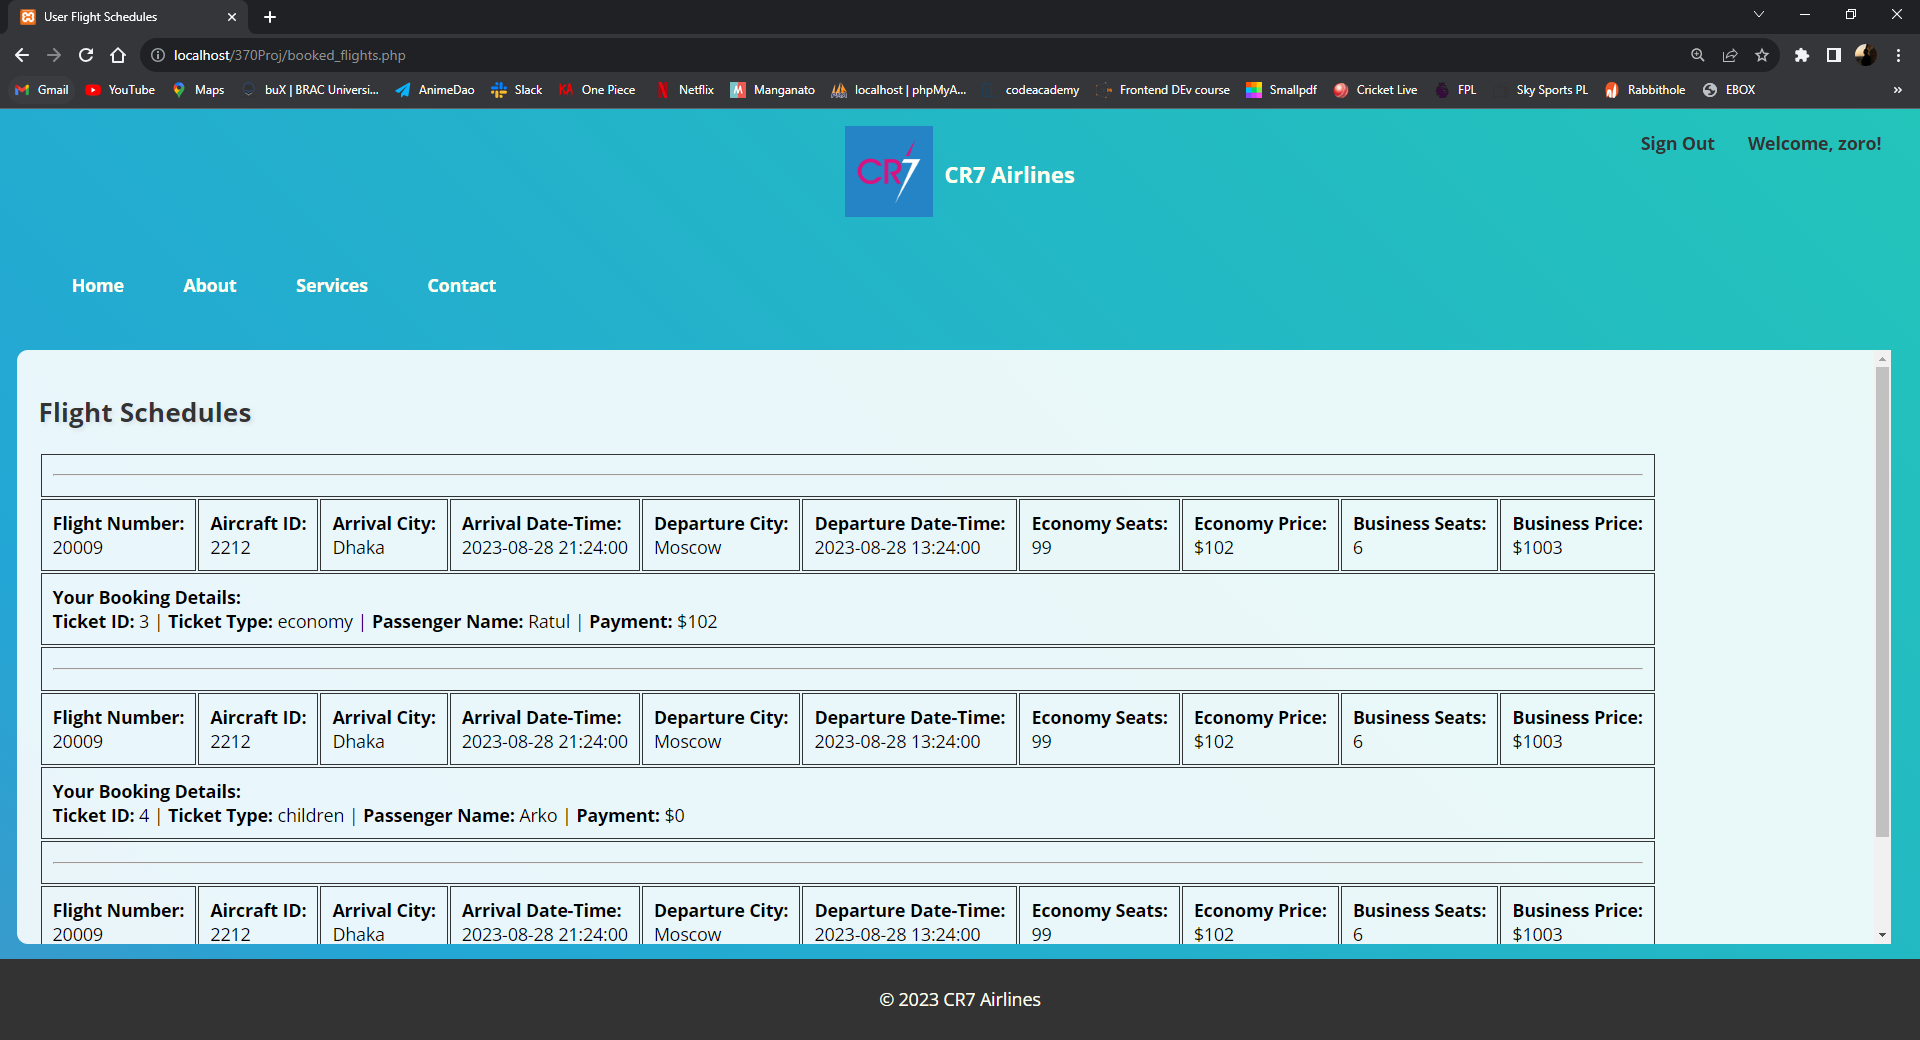 User Flight Schedules
localhost/370Proj/booked_flights.php
Gmail YouTube Maps buX | BRAC Universi... AnimeDao Slack KA One Piece Netflix M Manganato localhost | phpMyA... codeacademy Frontend DEv course Smallpdf Cricket Live FPL Sky Sports PL Rabbithole EBOX »
Sign Out Welcome, zoro!
CR7 CR7 Airlines
Home About Services Contact
Flight Schedules
Flight Number: Aircraft ID: Arrival City: Arrival Date-Time: Departure City: Departure Date-Time: Economy Seats: Economy Price: Business Seats: Business Price:
20009 2212 Dhaka 2023-08-28 21:24:00 Moscow 2023-08-28 13:24:00 99 $102 6 $1003
Your Booking Details:
Ticket ID: 3 | Ticket Type: economy | Passenger Name: Ratul | Payment: $102
Flight Number: Aircraft ID: Arrival City: Arrival Date-Time: Departure City: Departure Date-Time: Economy Seats: Economy Price: Business Seats: Business Price:
20009 2212 Dhaka 2023-08-28 21:24:00 Moscow 2023-08-28 13:24:00 99 $102 6 $1003
Your Booking Details:
Ticket ID: 4 | Ticket Type: children | Passenger Name: Arko | Payment: $0
Flight Number: Aircraft ID: Arrival City: Arrival Date-Time: Departure City: Departure Date-Time: Economy Seats: Economy Price: Business Seats: Business Price:
20009 2212 Dhaka 2023-08-28 21:24:00 Moscow 2023-08-28 13:24:00 99 $102 6 $1003
© 2023 CR7 Airlines